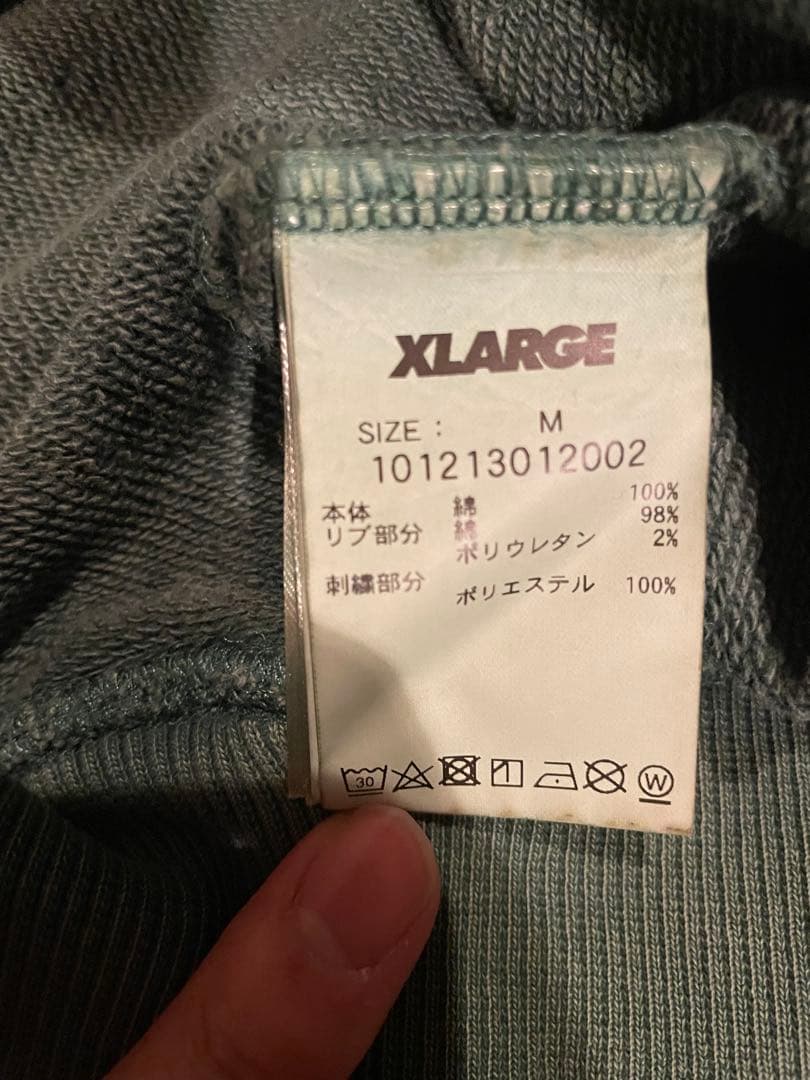 XLARGE
SIZE : M
101213012002
本体 綿 100%
リブ部分 綿 98%
ポリウレタン 2%
刺繍部分 ポリエステル 100%
30 W